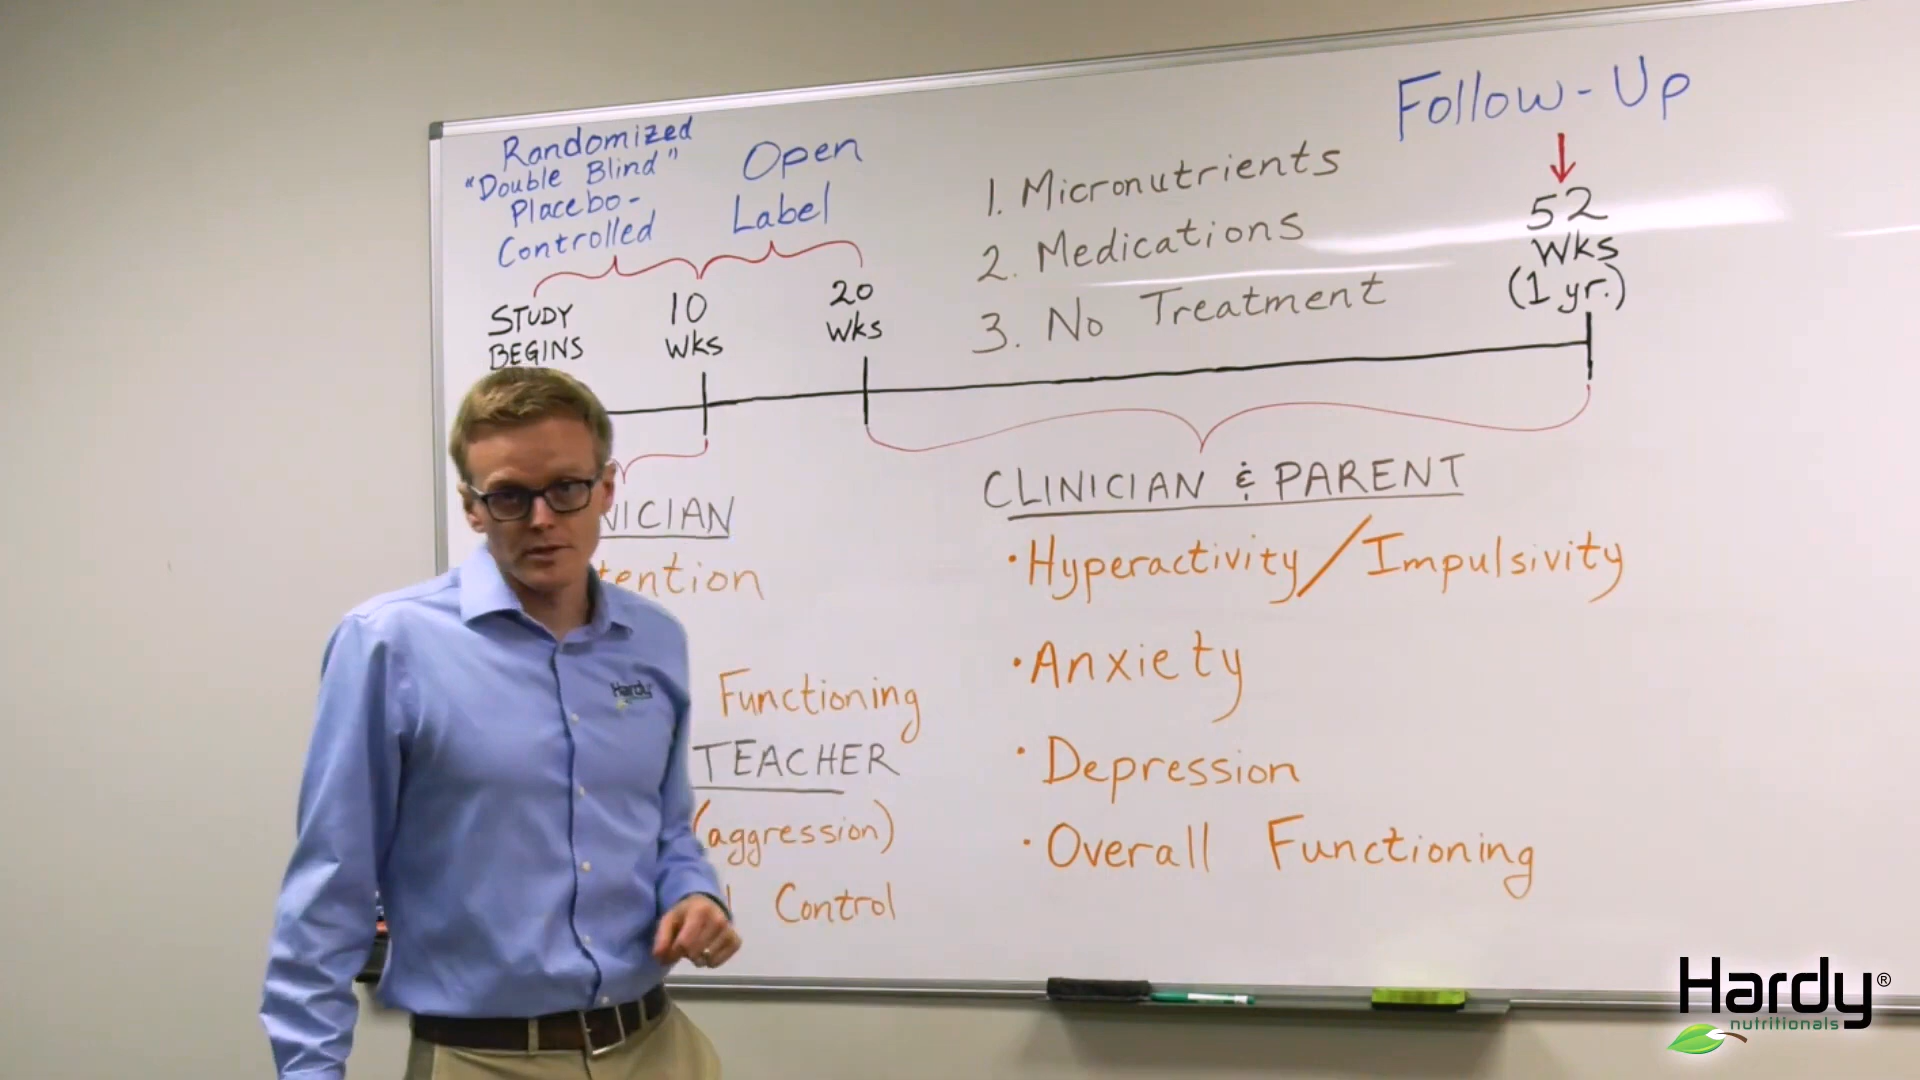 Randomized
"Double Blind"
Placebo-
Controlled
Open
Label
1. Micronutrients
2. Medications
3. No Treatment
Follow-Up
52
Wks
(1 yr.)
STUDY
BEGINS
10
Wks
20
Wks
CLINICIAN & PARENT
• Hyperactivity/Impulsivity
• Anxiety
• Depression
• Overall Functioning
Functioning
TEACHER
(aggression)
Control
Hardy
Hardy®
nutritionals